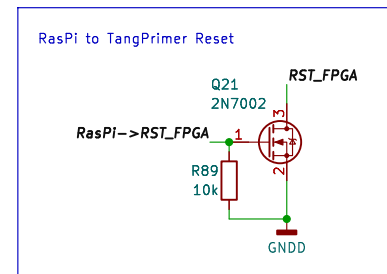 RasPi to TangPrimer Reset
RST_FPGA
Q21
2N7002
3
RasPi->RST_FPGA
1
2
R89
10k
GNDD